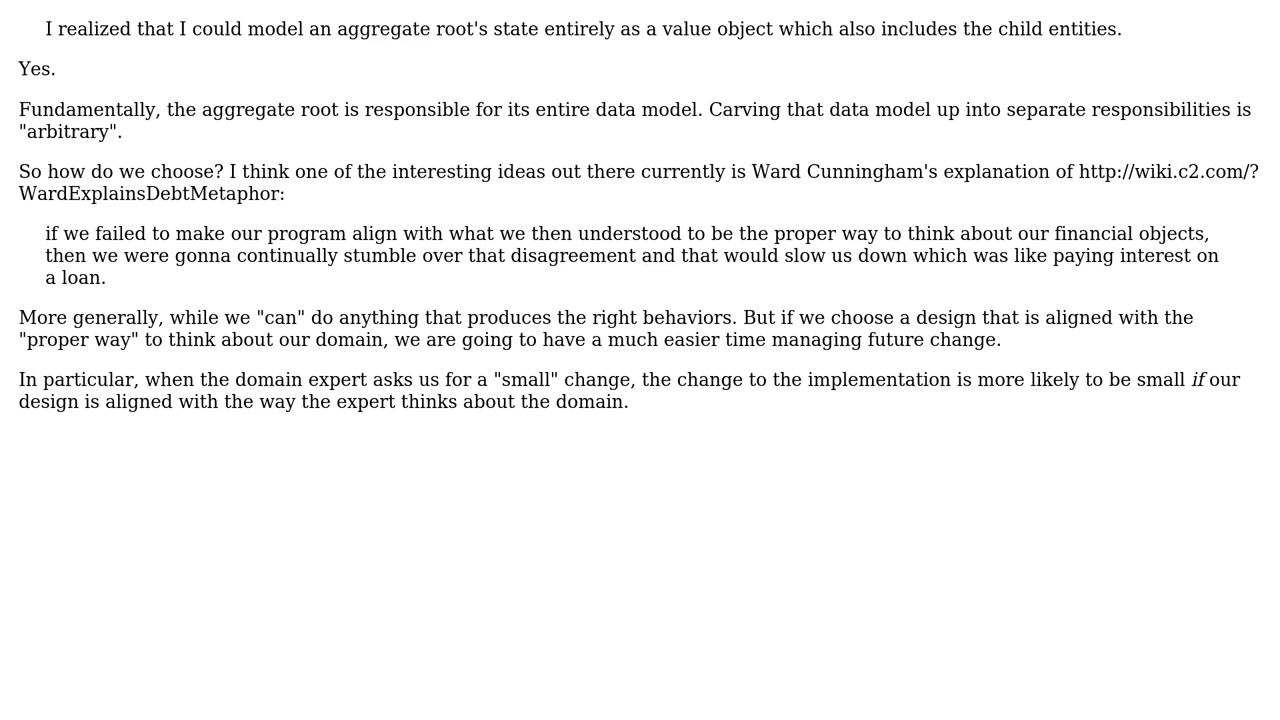 I realized that I could model an aggregate root's state entirely as a value object which also includes the child entities.
Yes.
Fundamentally, the aggregate root is responsible for its entire data model. Carving that data model up into separate responsibilities is
"arbitrary".
So how do we choose? I think one of the interesting ideas out there currently is Ward Cunningham's explanation of http://wiki.c2.com/?
WardExplainsDebtMetaphor:
if we failed to make our program align with what we then understood to be the proper way to think about our financial objects,
then we were gonna continually stumble over that disagreement and that would slow us down which was like paying interest on
a loan.
More generally, while we "can" do anything that produces the right behaviors. But if we choose a design that is aligned with the
"proper way" to think about our domain, we are going to have a much easier time managing future change.
In particular, when the domain expert asks us for a "small" change, the change to the implementation is more likely to be small if our
design is aligned with the way the expert thinks about the domain.